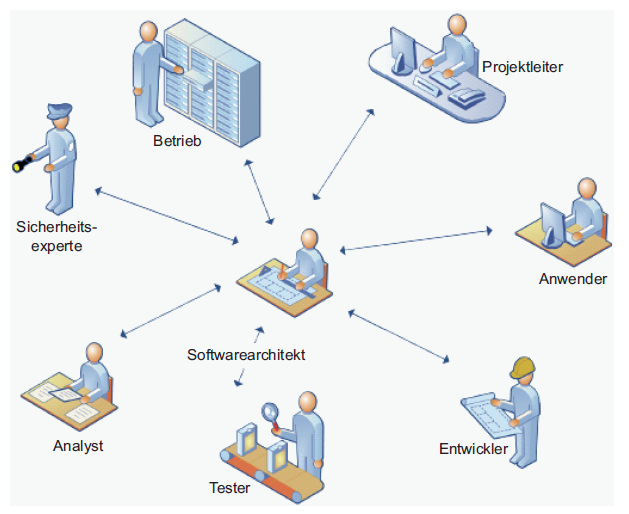 Projektleiter
Betrieb
Sicherheits-
experte
Anwender
Softwarearchitekt
Analyst
Entwickler
Tester